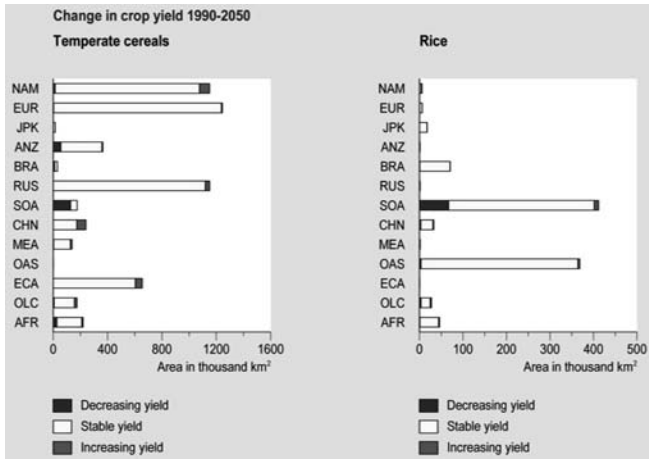 Change in crop yield 1990-2050
Temperate cereals
NAM
EUR
JPK
ANZ
BRA
RUS
SOA
CHN
MEA
OAS
ECA
OLC
AFR
0 400 800 1200 1600
Area in thousand km²
Decreasing yield
Stable yield
Increasing yield
Rice
NAM
EUR
JPK
ANZ
BRA
RUS
SOA
CHN
MEA
OAS
ECA
OLC
AFR
0 100 200 300 400 500
Area in thousand km²
Decreasing yield
Stable yield
Increasing yield